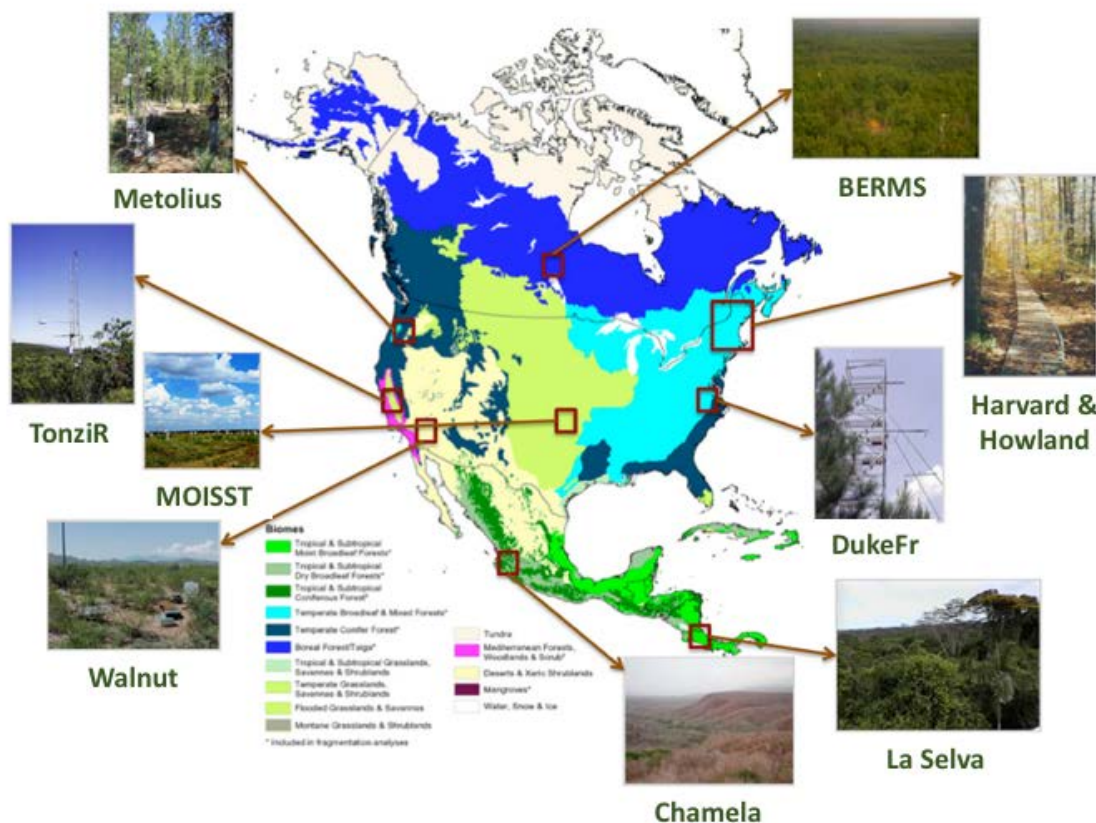 Metolius
BERMS
TonziR
Harvard &
Howland
MOISST
DukeFr
Walnut
La Selva
Chamela
Biomes
Tropical & Subtropical
Moist Broadleaf Forests*
Tropical & Subtropical
Dry Broadleaf Forests*
Tropical & Subtropical
Coniferous Forest*
Temperate Broadleaf & Mixed Forests*
Temperate Conifer Forest*
Boreal Forest/Taiga*
Tropical & Subtropical Grasslands,
Savannas & Shrublands
Temperate Grasslands,
Savannas & Shrublands
Flooded Grasslands & Savannas
Montane Grasslands & Shrublands
* Included in fragmentation analyses
Tundra
Mediterranean Forests,
Woodlands & Scrub*
Deserts & Xeric Shrublands
Mangroves*
Water, Snow & Ice